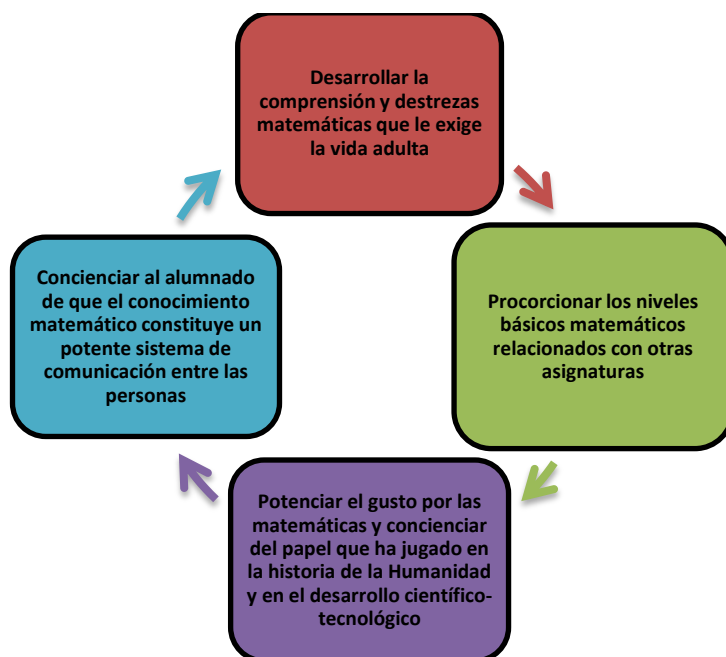 Desarrollar la
comprensión y destrezas
matemáticas que le exige
la vida adulta
Procorcionar los niveles
básicos matemáticos
relacionados con otras
asignaturas
Potenciar el gusto por las
matemáticas y concienciar
del papel que ha jugado en
la historia de la Humanidad
y en el desarrollo científico-
tecnológico
Concienciar al alumnado
de que el conocimiento
matemático constituye un
potente sistema de
comunicación entre las
personas